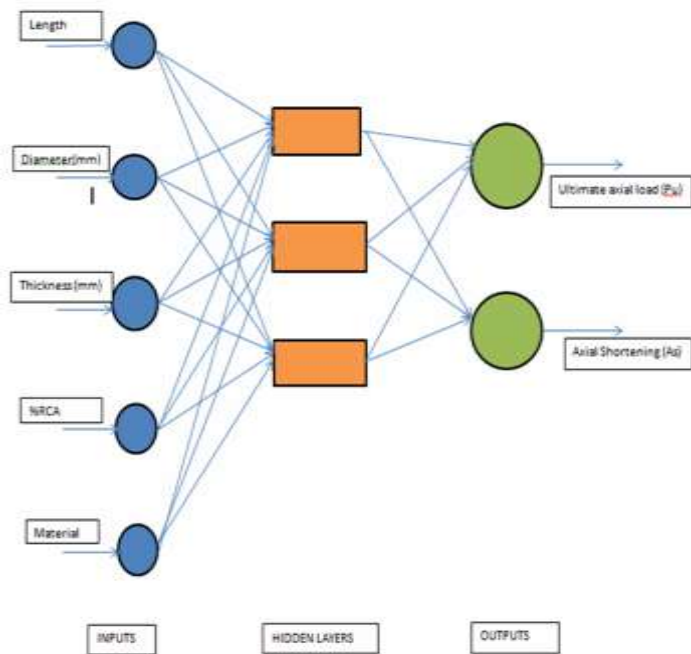 Length
Diameter(mm)
Thickness(mm)
%RCA
Material
Ultimate axial load (Pu)
Axial Shortening (As)
INPUTS
HIDDEN LAYERS
OUTPUTS